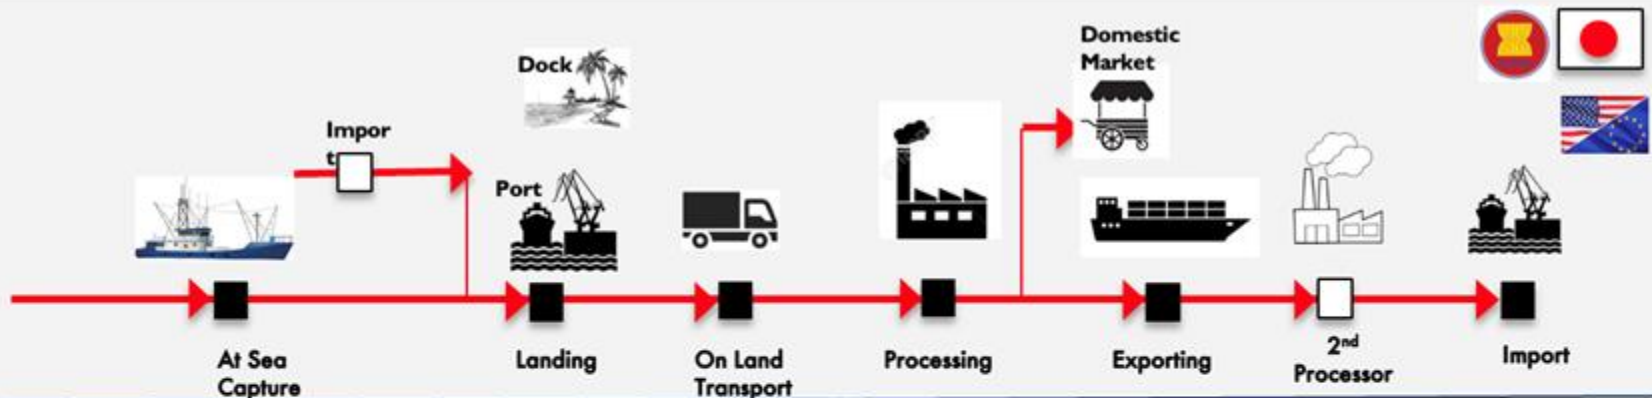 Domestic
Market
Dock
Impor
t
Port
At Sea
Capture
Landing
On Land
Transport
Processing
Exporting
2nd
Processor
Import